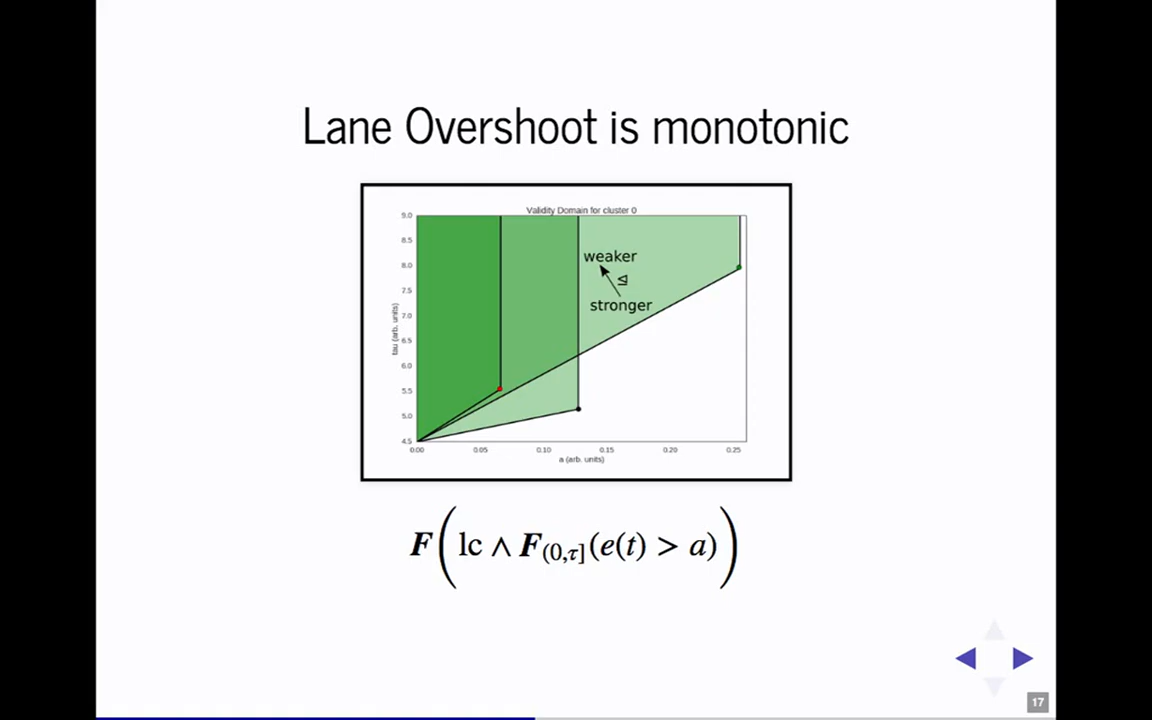 Lane Overshoot is monotonic
Validity Domain for cluster 0
9.0
8.5
8.0
7.5
7.0
6.5
6.0
5.5
5.0
4.5
tau (arb. units)
weaker
⊴
stronger
0.00 0.05 0.10 0.15 0.20 0.25
a (arb. units)
F(lc ∧ F(0,τ](e(t) > a))
17